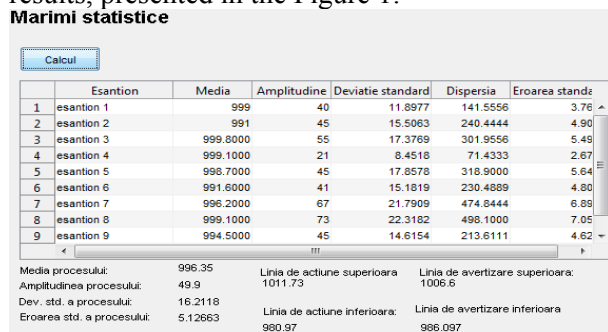 results, presented in the Figure 1.
Marimi statistice
Calcul
Esantion Media Amplitudine Deviatie standard Dispersia Eroarea standa
1 esantion 1 999 40 11.8977 141.5556 3.76
2 esantion 2 991 45 15.5063 240.4444 4.90
3 esantion 3 999.8000 55 17.3769 301.9556 5.49
4 esantion 4 999.1000 21 8.4518 71.4333 2.67
5 esantion 5 998.7000 45 17.8578 318.9000 5.64
6 esantion 6 991.6000 41 15.1819 230.4889 4.80
7 esantion 7 996.2000 67 21.7909 474.8444 6.89
8 esantion 8 999.1000 73 22.3182 498.1000 7.05
9 esantion 9 994.5000 45 14.6154 213.6111 4.62
Media procesului: 996.35
Amplitudinea procesului: 49.9
Dev. std. a procesului: 16.2118
Eroarea std. a procesului: 5.12663
Linia de actiune superioara
1011.73
Linia de actiune inferioara:
980.97
Linia de avertizare superioara:
1006.6
Linia de avertizare inferioara
986.097